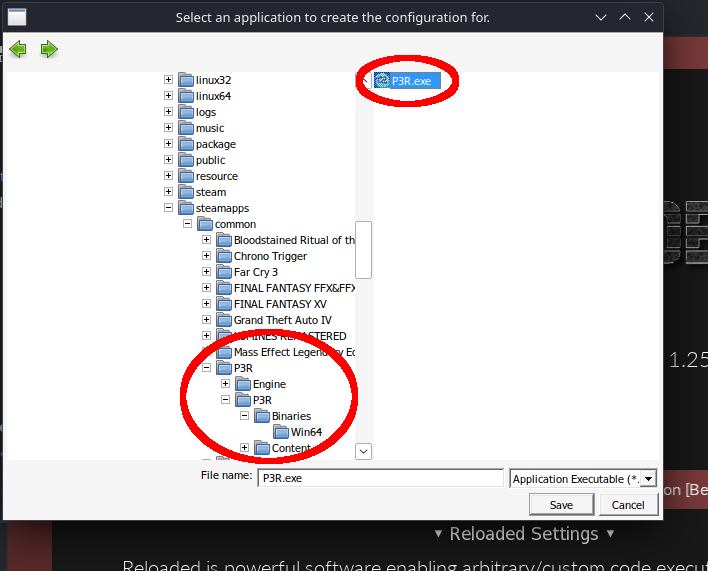 Select an application to create the configuration for.
linux32
P3R.exe
linux64
logs
music
package
public
resource
steam
steamapps
common
Bloodstained Ritual of th
Chrono Trigger
Far Cry 3
FINAL FANTASY FFX&FFX
FINAL FANTASY XV
Grand Theft Auto IV
REMASTERED
Mass Effect Legendary Ed
1.25
P3R
Engine
P3R
Binaries
Win64
Content
File name: P3R.exe Application Executable (*.
on [Be
Save Cancel
▾ Reloaded Settings ▾
Reloaded is powerful software enabling arbitrary/custom code execut